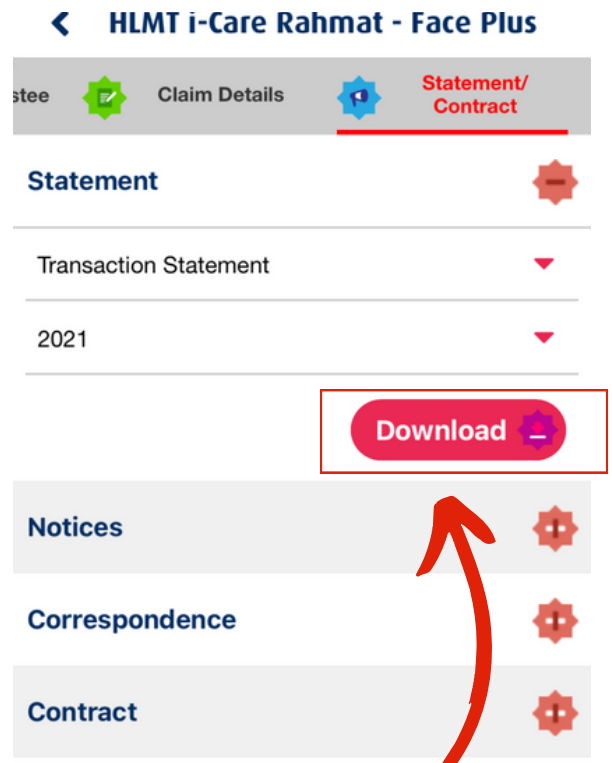 HLMT i-Care Rahmat - Face Plus
stee
Claim Details
Statement/
Contract
Statement
Transaction Statement
2021
Download
Notices
Correspondence
Contract